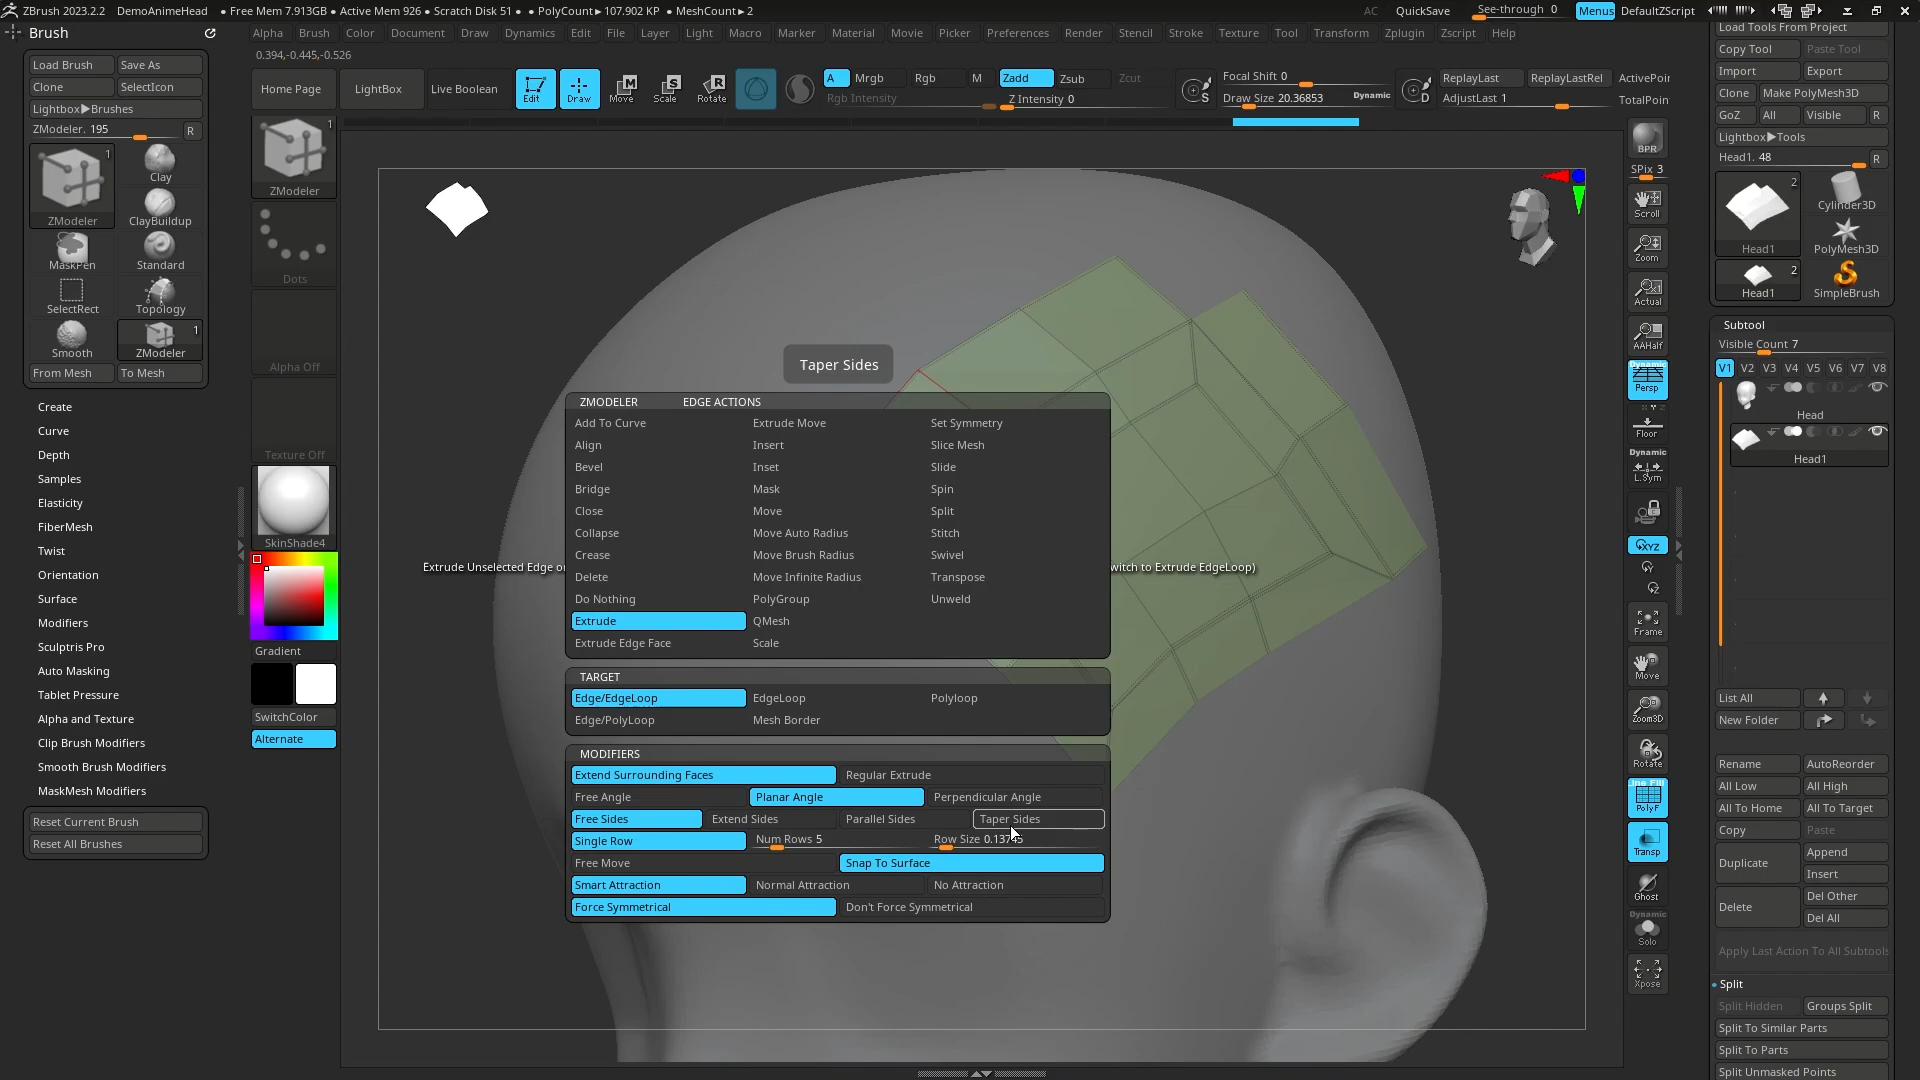 ZBrush 2023.2.2 DemoAnimeHead • Free Mem 7.913GB • Active Mem 926 • Scratch Disk 51 • • PolyCount▶107.902 KP • MeshCount▶2 AC QuickSave See-through 0 Menus DefaultZScript
Brush
Alpha Brush Color Document Draw Dynamics Edit File Layer Light Macro Marker Material Movie Picker Preferences Render Stencil Stroke Texture Tool Transform Zplugin Zscript Help
0.394,-0.445,-0.526
Load Brush Save As
Clone SelectIcon
Lightbox▶Brushes
ZModeler. 195 R
1
ZModeler
Clay
ClayBuildup
MaskPen Standard
SelectRect Topology
Smooth
1
ZModeler
From Mesh To Mesh
Create
Curve
Depth
Samples
Elasticity
FiberMesh
Twist
Orientation
Surface
Modifiers
Sculptris Pro
Auto Masking
Tablet Pressure
Alpha and Texture
Clip Brush Modifiers
Smooth Brush Modifiers
MaskMesh Modifiers
Reset Current Brush
Reset All Brushes
Home Page LightBox Live Boolean Edit Draw Move Scale Rotate
A Mrgb Rgb M Zadd Zsub Zcut
Rgb Intensity Z Intensity 0
S Focal Shift 0
Draw Size 20.36853 Dynamic
D ReplayLast ReplayLastRel ActivePoin
AdjustLast 1 TotalPoin
1
ZModeler
Dots
Alpha Off
Texture Off
SkinShade4
Gradient
SwitchColor
Alternate
Taper Sides
Extrude Unselected Edge or
witch to Extrude EdgeLoop)
ZMODELER EDGE ACTIONS
Add To Curve Extrude Move Set Symmetry
Align Insert Slice Mesh
Bevel Inset Slide
Bridge Mask Spin
Close Move Split
Collapse Move Auto Radius Stitch
Crease Move Brush Radius Swivel
Delete Move Infinite Radius Transpose
Do Nothing PolyGroup Unweld
Extrude QMesh
Extrude Edge Face Scale
TARGET
Edge/EdgeLoop EdgeLoop Polyloop
Edge/PolyLoop Mesh Border
MODIFIERS
Extend Surrounding Faces Regular Extrude
Free Angle Planar Angle Perpendicular Angle
Free Sides Extend Sides Parallel Sides Taper Sides
Single Row Num Rows 5 Row Size 0.13745
Free Move Snap To Surface
Smart Attraction Normal Attraction No Attraction
Force Symmetrical Don't Force Symmetrical
BPR
SPix 3
Scroll
Zoom
Actual
AAHalf
Dynamic
Persp
Floor
Dynamic
L.Sym
XYZ
Frame
Move
Zoom3D
Rotate
Line Fill
PolyF
Transp
Ghost
Dynamic
Solo
Xpose
Load Tools From Project
Copy Tool Paste Tool
Import Export
Clone Make PolyMesh3D
GoZ All Visible R
Lightbox▶Tools
Head1. 48 R
2
Head1
Cylinder3D
PolyMesh3D
2
Head1
SimpleBrush
Subtool
Visible Count 7
V1 V2 V3 V4 V5 V6 V7 V8
Head
Head1
List All
New Folder
Rename AutoReorder
All Low All High
All To Home All To Target
Copy Paste
Duplicate Append
Insert
Delete Del Other
Del All
Apply Last Action To All Subtools
Split
Split Hidden Groups Split
Split To Similar Parts
Split To Parts
Split Unmasked Points